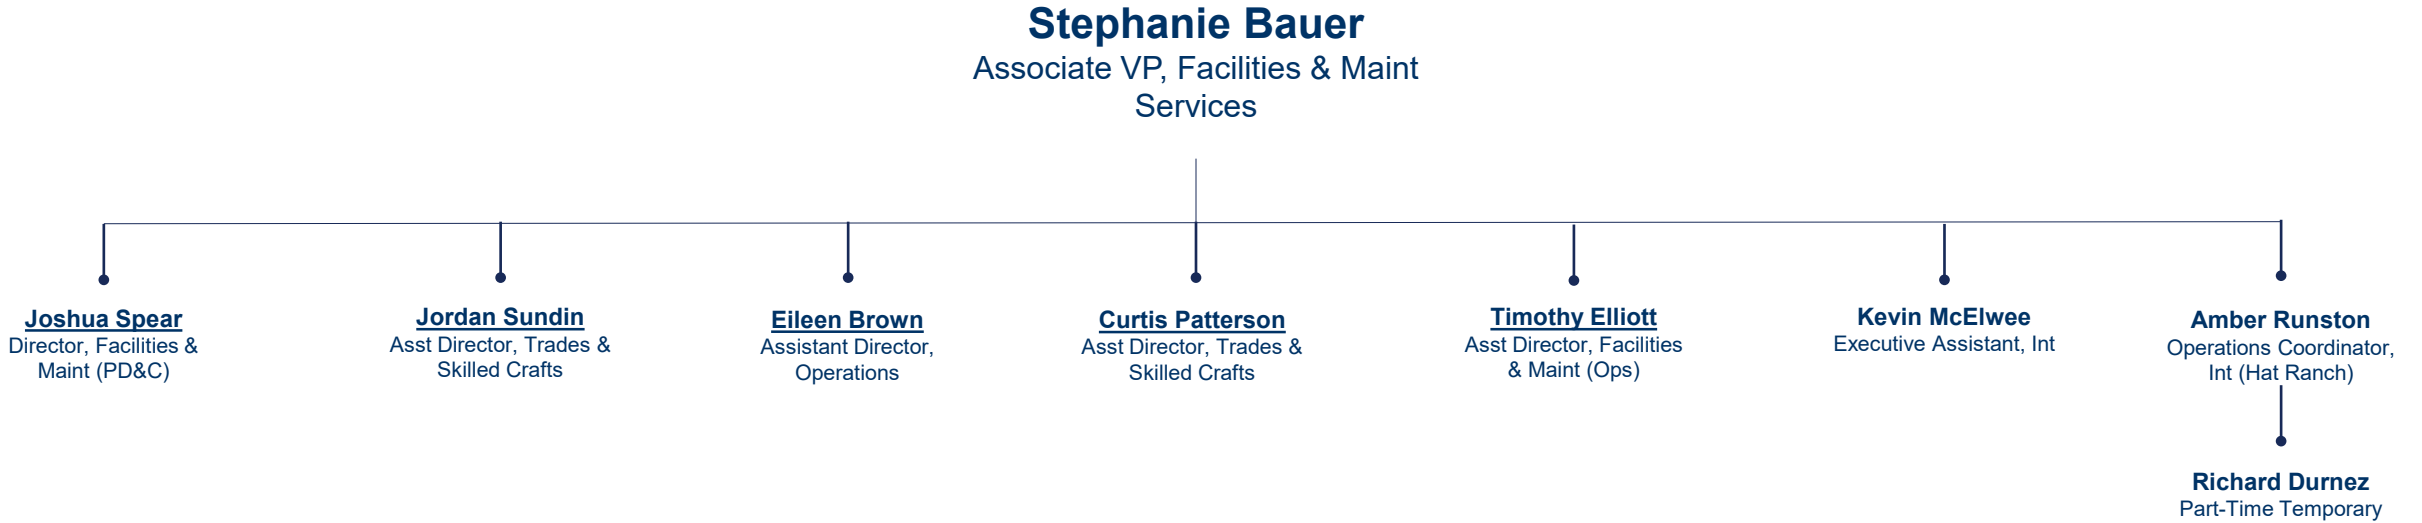 Stephanie Bauer
Associate VP, Facilities & Maint
Services
Joshua Spear
Director, Facilities &
Maint (PD&C)
Jordan Sundin
Asst Director, Trades &
Skilled Crafts
Eileen Brown
Assistant Director,
Operations
Curtis Patterson
Asst Director, Trades &
Skilled Crafts
Timothy Elliott
Asst Director, Facilities
& Maint (Ops)
Kevin McElwee
Executive Assistant, Int
Amber Runston
Operations Coordinator,
Int (Hat Ranch)
Richard Durnez
Part-Time Temporary